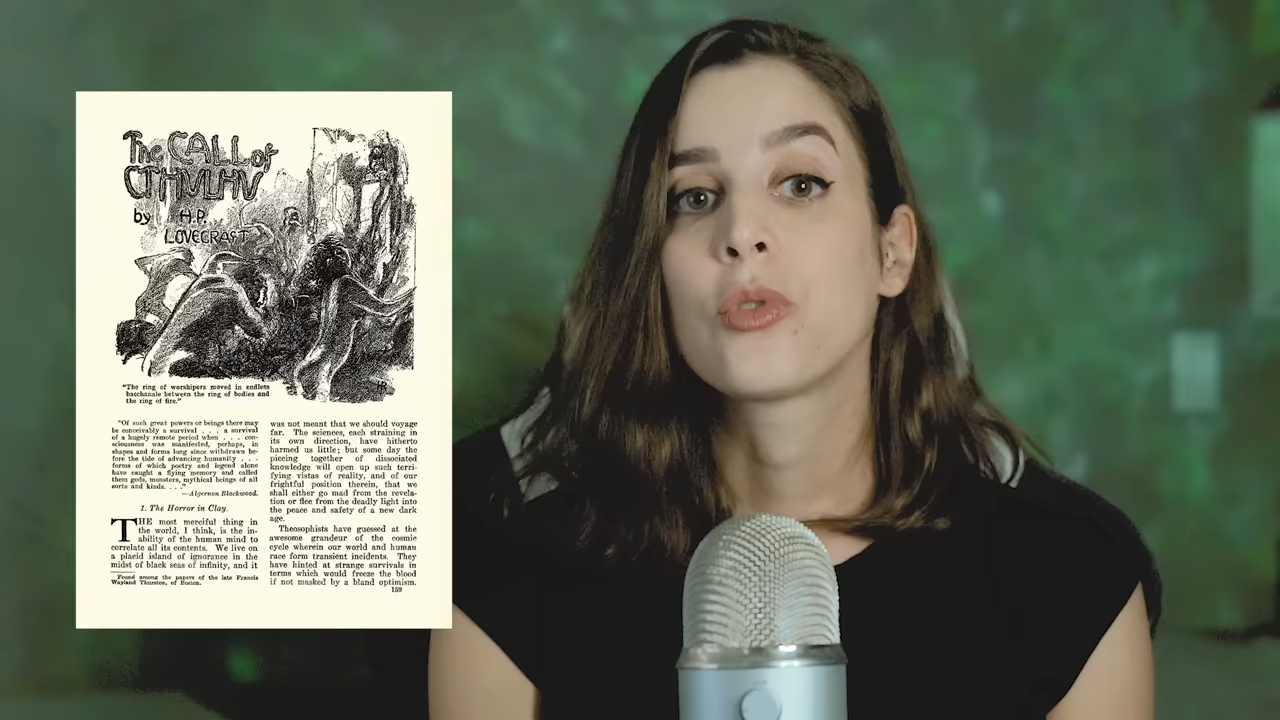 The CALL of
CTHULHU
by H.P.
LOVECRAFT
"The ring of worshipers moved in endless
bacchanale between the ring of bodies and
the ring of fire."
"Of such great powers or beings there may
be conceivably a survival . . . a survival
of a hugely remote period when . . . con-
sciousness was manifested, perhaps, in
shapes and forms long since withdrawn be-
fore the tide of advancing humanity . . .
forms of which poetry and legend alone
have caught a flying memory and called
them gods, monsters, mythical beings of all
sorts and kinds. . . ."
—Algernon Blackwood.
1. The Horror in Clay.
THE most merciful thing in
the world, I think, is the in-
ability of the human mind to
correlate all its contents. We live on
a placid island of ignorance in the
midst of black seas of infinity, and it
Found among the papers of the late Francis
Wayland Thurston, of Boston.
was not meant that we should voyage
far. The sciences, each straining in
its own direction, have hitherto
harmed us little; but some day the
piecing together of dissociated
knowledge will open up such terri-
fying vistas of reality, and of our
frightful position therein, that we
shall either go mad from the revela-
tion or flee from the deadly light into
the peace and safety of a new dark
age.
Theosophists have guessed at the
awesome grandeur of the cosmic
cycle wherein our world and human
race form transient incidents. They
have hinted at strange survivals in
terms which would freeze the blood
if not masked by a bland optimism.
159